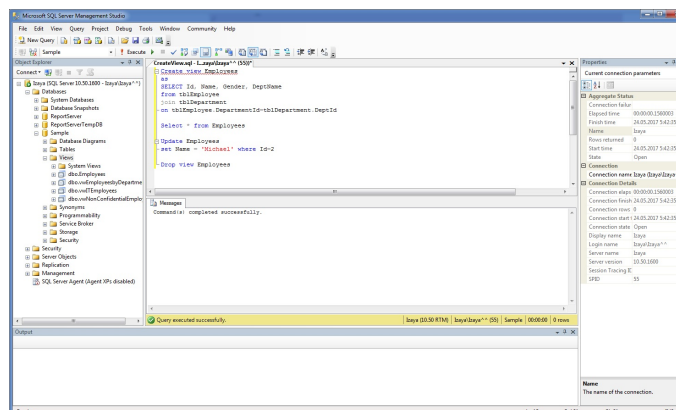 Microsoft SQL Server Management Studio
File Edit View Query Project Debug Tools Window Community Help
New Query
Sample
Execute
Object Explorer
Connect
Izaya (SQL Server 10.50.1600 - Izaya\Izaya^^)
Databases
System Databases
Database Snapshots
ReportServer
ReportServerTempDB
Sample
Database Diagrams
Tables
Views
System Views
dbo.Employees
dbo.vwEmployeesbyDepartme
dbo.vwITEmployees
dbo.vwNonConfidentialEmplo
Synonyms
Programmability
Service Broker
Storage
Security
Security
Server Objects
Replication
Management
SQL Server Agent (Agent XPs disabled)
CreateView.sql - I...zaya\Izaya^^ (55))*
Create view Employees
as
SELECT Id, Name, Gender, DeptName
from tblEmployee
join tblDepartment
on tblEmployee.DepartmentId=tblDepartment.DeptId
Select * from Employees
Update Employees
set Name = 'Michael' where Id=2
Drop view Employees
Messages
Command(s) completed successfully.
Query executed successfully.
Izaya (10.50 RTM)
Izaya\Izaya^^ (55)
Sample
00:00:00
0 rows
Output
Properties
Current connection parameters
Aggregate Status
Connection failur
Elapsed time 00:00:00.1560003
Finish time 24.05.2017 5:42:35
Name Izaya
Rows returned 0
Start time 24.05.2017 5:42:35
State Open
Connection
Connection name Izaya (Izaya\Izaya
Connection Details
Connection elaps 00:00:00.1560003
Connection finish 24.05.2017 5:42:35
Connection rows 0
Connection start t 24.05.2017 5:42:35
Connection state Open
Display name Izaya
Login name Izaya\Izaya^^
Server name Izaya
Server version 10.50.1600
Session Tracing ID
SPID 55
Name
The name of the connection.